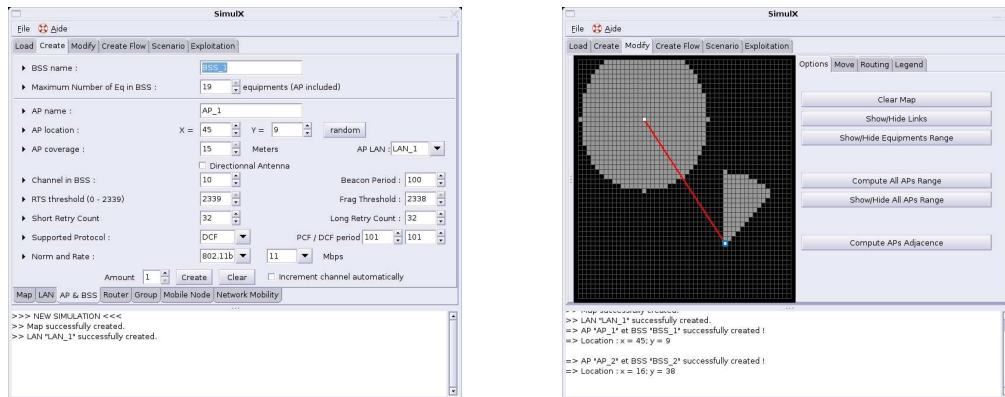 SimulX
File Aide
Load Create Modify Create Flow Scenario Exploitation
BSS name : BSS_1
Maximum Number of Eq in BSS : 19 equipments (AP included)
AP name : AP_1
AP location : X = 45 Y = 9 random
AP coverage : 15 Meters AP LAN : LAN_1
Directionnal Antenna
Channel in BSS : 10 Beacon Period : 100
RTS threshold (0 - 2339) 2339 Frag Threshold : 2338
Short Retry Count 32 Long Retry Count : 32
Supported Protocol : DCF PCF / DCF period 101 101
Norm and Rate : 802.11b 11 Mbps
Amount 1 Create Clear Increment channel automatically
Map LAN AP & BSS Router Group Mobile Node Network Mobility
>>> NEW SIMULATION <<<
>> Map successfully created.
>> LAN "LAN_1" successfully created.
SimulX
File Aide
Load Create Modify Create Flow Scenario Exploitation
Options Move Routing Legend
Clear Map
Show/Hide Links
Show/Hide Equipments Range
Compute All APs Range
Show/Hide All APs Range
Compute APs Adjacence
>> Map successfully created.
>> LAN "LAN_1" successfully created.
=> AP "AP_1" et BSS "BSS_1" successfully created !
=> Location : x = 45; y = 9
=> AP "AP_2" et BSS "BSS_2" successfully created !
=> Location : x = 16; y = 38